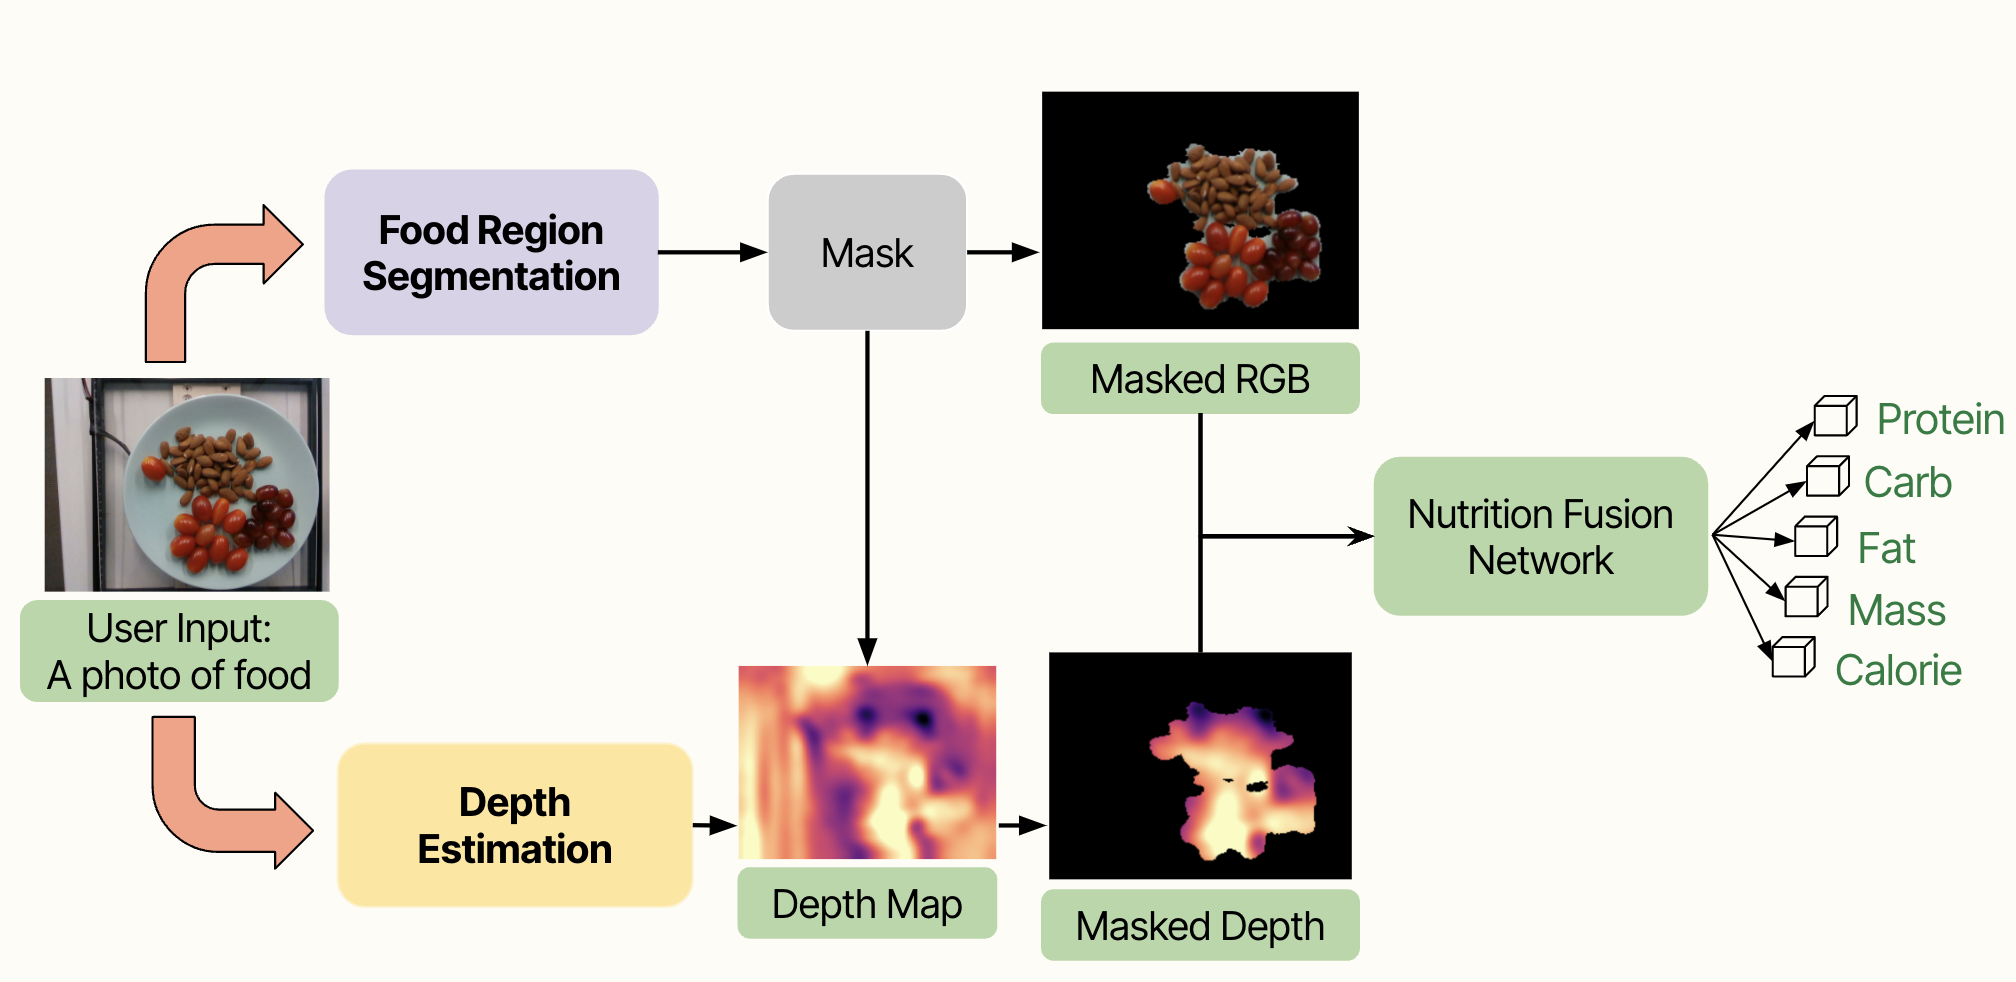 Food Region
Segmentation
Mask
Masked RGB
User Input:
A photo of food
Depth
Estimation
Depth Map
Masked Depth
Nutrition Fusion
Network
Protein
Carb
Fat
Mass
Calorie